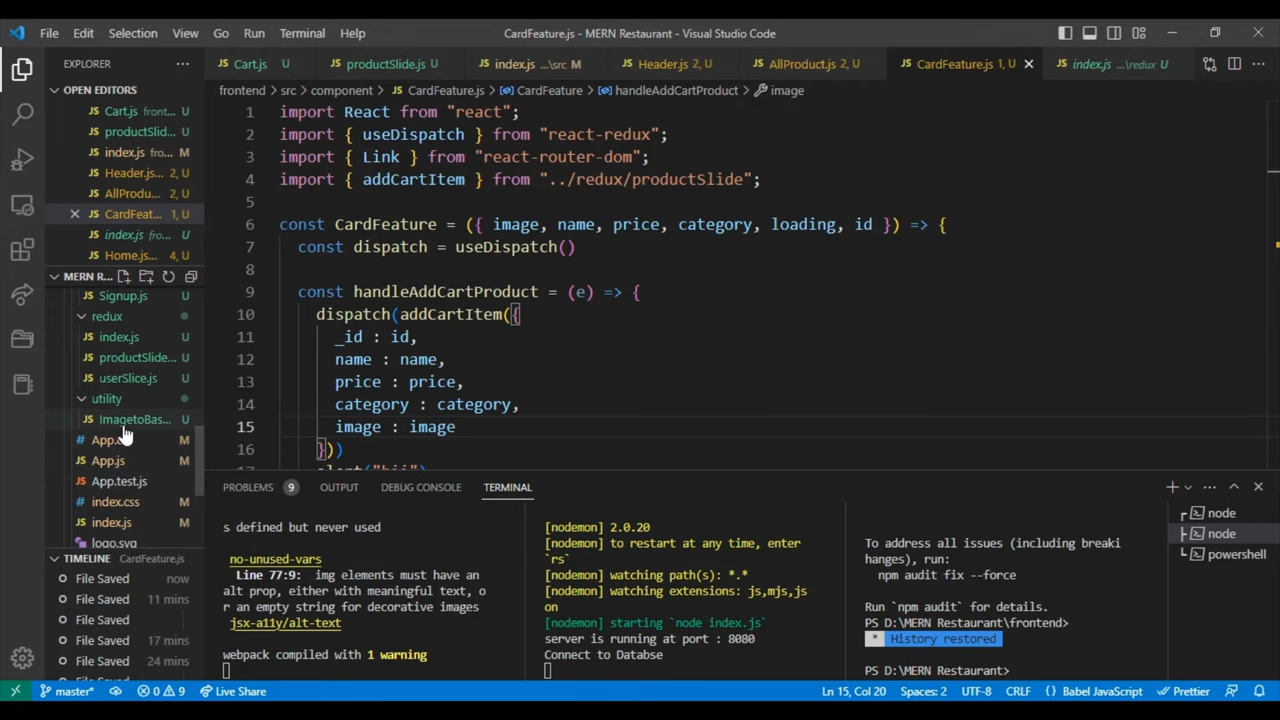 File Edit Selection View Go Run Terminal Help
CardFeature.js - MERN Restaurant - Visual Studio Code
EXPLORER
JS Cart.js U
JS productSlide.js U
JS index.js ...\src M
JS Header.js 2, U
JS AllProduct.js 2, U
JS CardFeature.js 1, U
JS index.js ...\redux U
OPEN EDITORS
JS Cart.js front... U
JS productSlid... U
JS index.js fro... M
JS Header.js... 2, U
JS AllProdu... 2, U
JS CardFeat... 1, U
JS index.js fro... U
JS Home.js... 4, U
MERN R...
JS Signup.js U
redux
JS index.js U
JS productSlide... U
JS userSlice.js U
utility
JS ImagetoBas... U
# App.c M
JS App.js M
App.test.js
# index.css M
JS index.js M
logo.svg
TIMELINE CardFeature.js
File Saved now
File Saved 11 mins
File Saved
File Saved 17 mins
File Saved 24 mins
File Saved
frontend > src > component > JS CardFeature.js > CardFeature > handleAddCartProduct > image
1 import React from "react";
2 import { useDispatch } from "react-redux";
3 import { Link } from "react-router-dom";
4 import { addCartItem } from "../redux/productSlide";
5
6 const CardFeature = ({ image, name, price, category, loading, id }) => {
7 const dispatch = useDispatch()
8
9 const handleAddCartProduct = (e) => {
10 dispatch(addCartItem({
11 _id : id,
12 name : name,
13 price : price,
14 category : category,
15 image : image
16 }))
17 alert("hii")
PROBLEMS 9 OUTPUT DEBUG CONSOLE TERMINAL
s defined but never used
no-unused-vars
Line 77:9: img elements must have an
alt prop, either with meaningful text, o
r an empty string for decorative images
jsx-a11y/alt-text
webpack compiled with 1 warning
[nodemon] 2.0.20
[nodemon] to restart at any time, enter
`rs`
[nodemon] watching path(s): *.*
[nodemon] watching extensions: js,mjs,js
on
[nodemon] starting `node index.js`
server is running at port : 8080
Connect to Databse
To address all issues (including breaki
hanges), run:
npm audit fix --force
Run `npm audit` for details.
PS D:\MERN Restaurant\frontend>
* History restored
PS D:\MERN Restaurant>
node
node
powershell
master* 0 9 Live Share
Ln 15, Col 20 Spaces: 2 UTF-8 CRLF {} Babel JavaScript Prettier